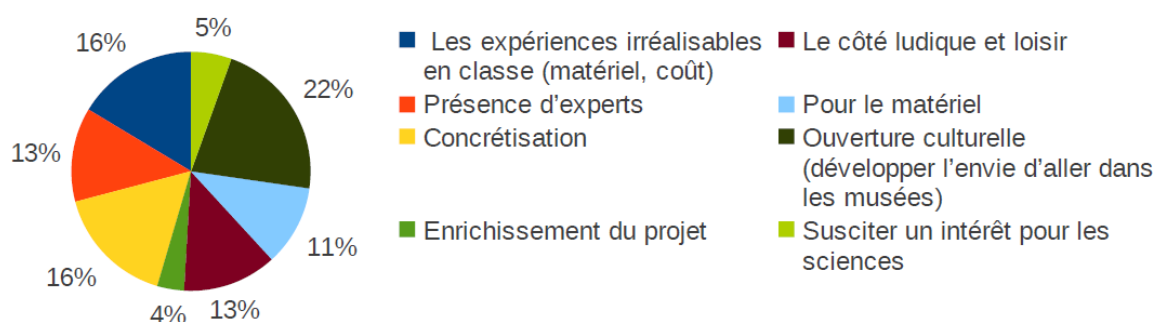 5%
16%
22%
13%
11%
16%
4%
13%
Les expériences irréalisables
en classe (matériel, coût)
Le côté ludique et loisir
Présence d'experts
Pour le matériel
Concrétisation
Ouverture culturelle
(développer l'envie d'aller dans
les musées)
Enrichissement du projet
Susciter un intérêt pour les
sciences